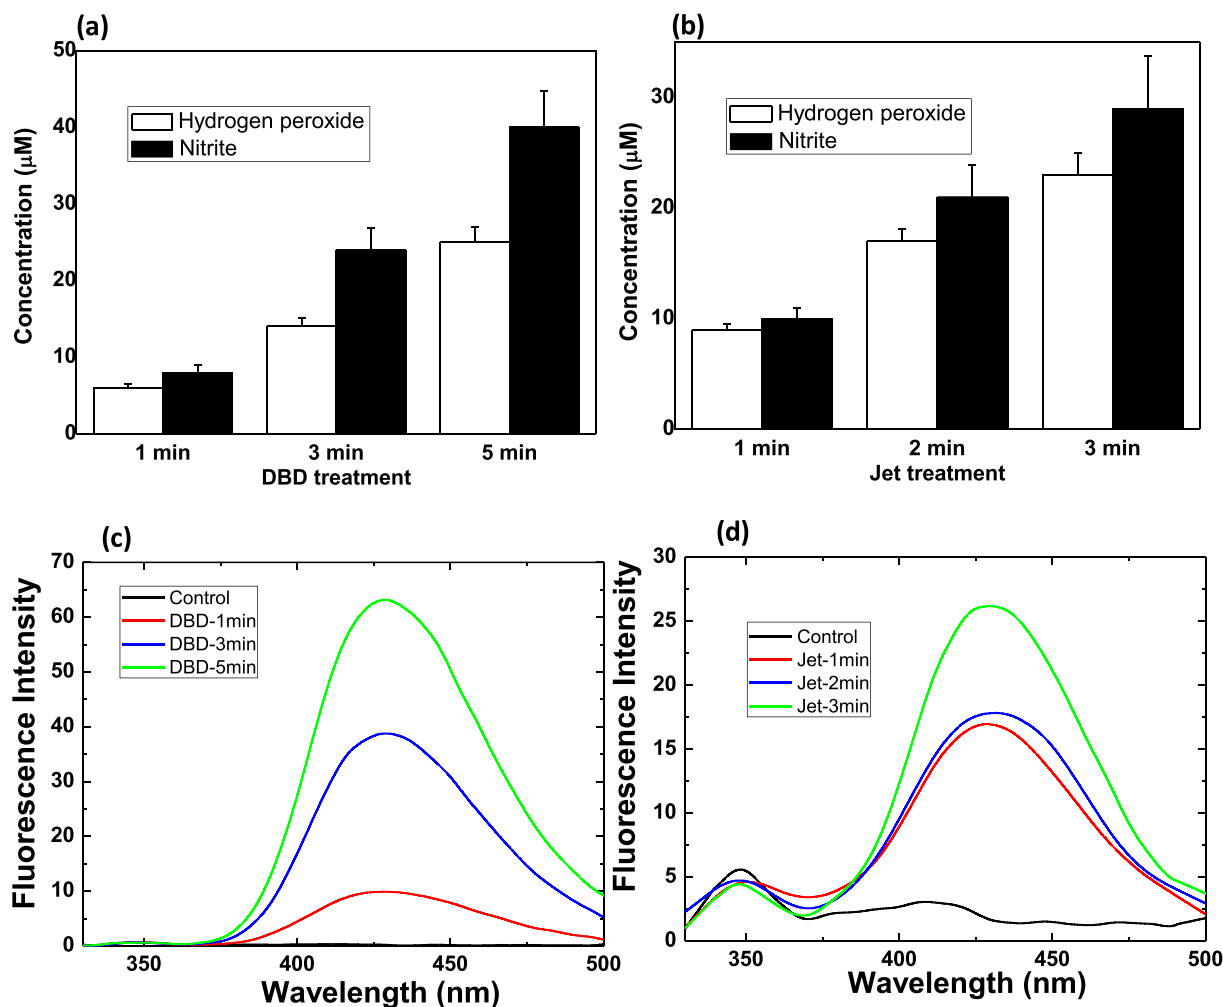 (a)
50
40
30
20
10
0
Concentration (μM)
Hydrogen peroxide
Nitrite
1 min
3 min
5 min
DBD treatment
(b)
30
20
10
0
Concentration (μM)
Hydrogen peroxide
Nitrite
1 min
2 min
3 min
Jet treatment
(c)
70
60
50
40
30
20
10
0
Fluorescence Intensity
Control
DBD-1min
DBD-3min
DBD-5min
350
400
450
500
Wavelength (nm)
(d)
30
25
20
15
10
5
0
Fluorescence Intensity
Control
Jet-1min
Jet-2min
Jet-3min
350
400
450
500
Wavelength (nm)